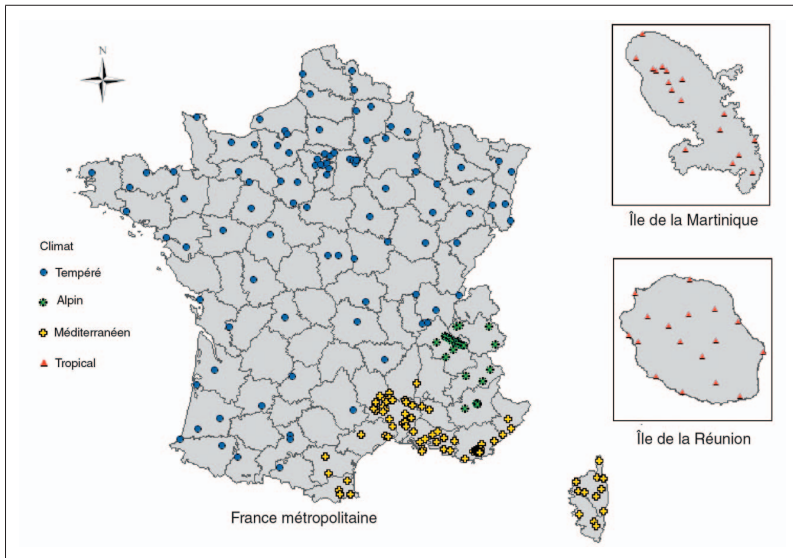 N
Climat
Tempéré
Alpin
Méditerranéen
Tropical
France métropolitaine
Île de la Martinique
Île de la Réunion